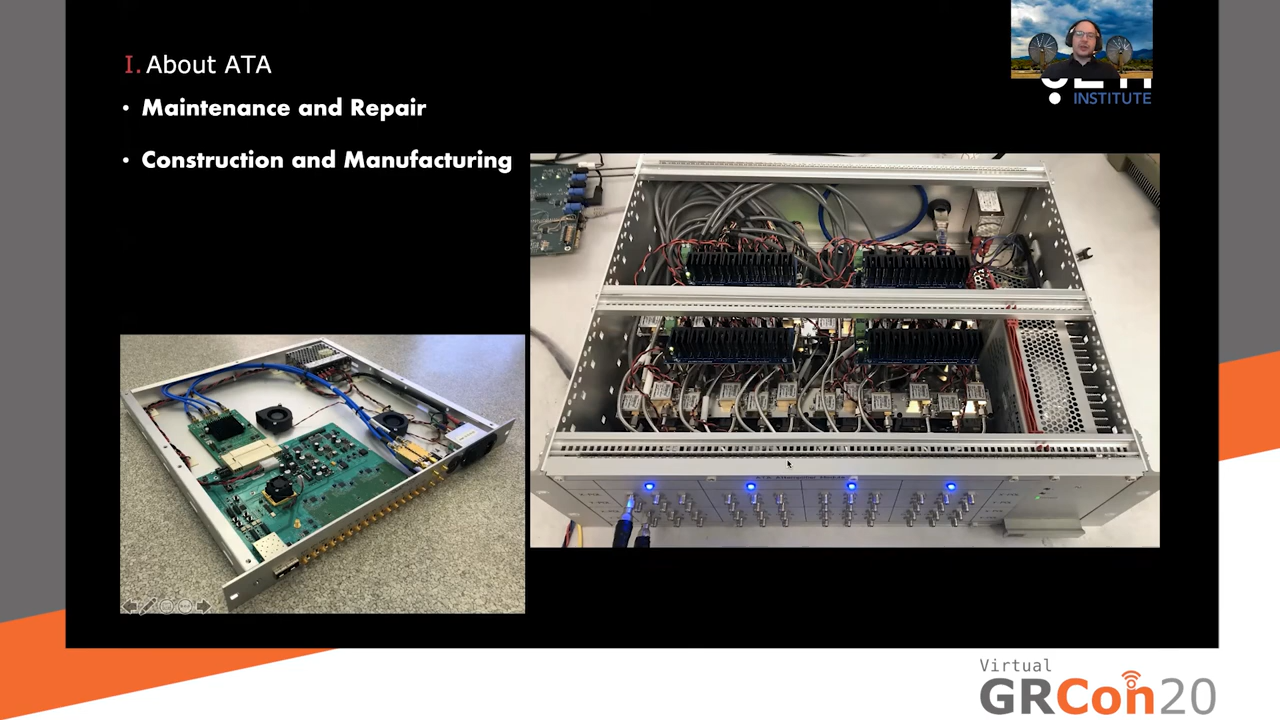 I. About ATA
• Maintenance and Repair
• Construction and Manufacturing
INSTITUTE
Virtual
GRCon20